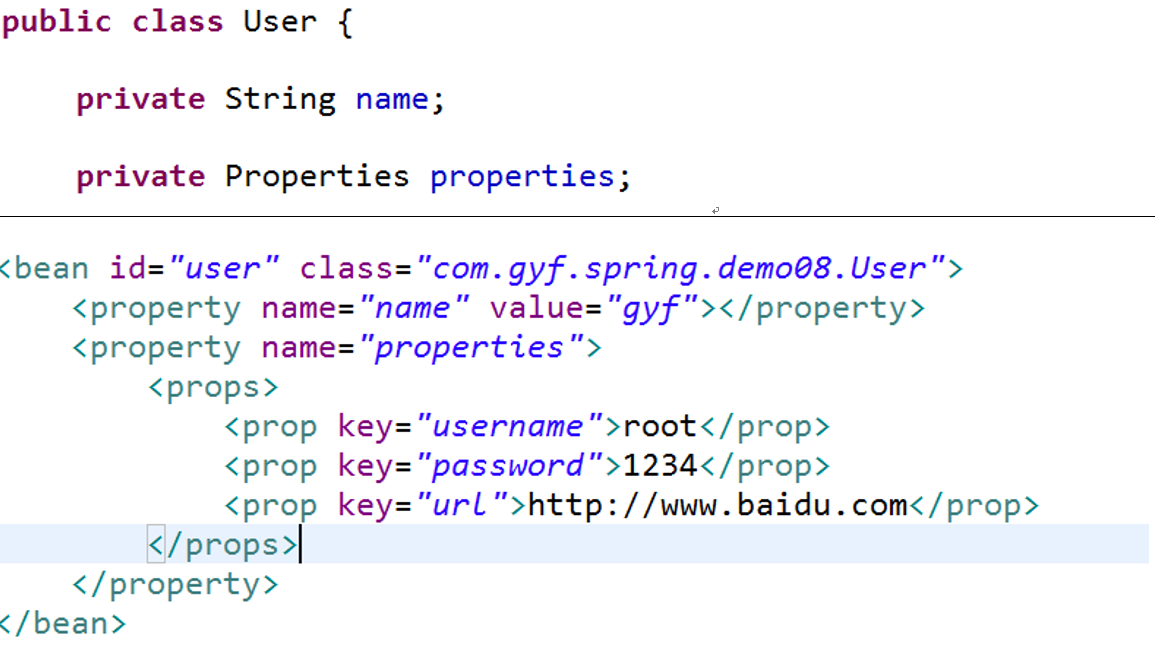 public class User {
private String name;
private Properties properties;
<bean id="user" class="com.gyf.spring.demo08.User">
<property name="name" value="gyf"></property>
<property name="properties">
<props>
<prop key="username">root</prop>
<prop key="password">1234</prop>
<prop key="url">http://www.baidu.com</prop>
</props>
</property>
</bean>